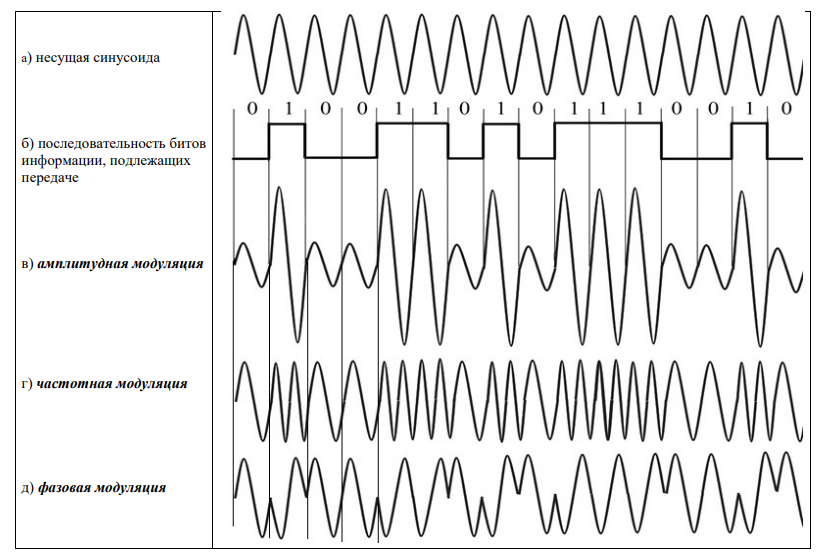 а) несущая синусоида
0 1 0 0 1 1 0 1 0 1 1 1 0 0 1 0
б) последовательность битов
информации, подлежащих
передаче
в) амплитудная модуляция
г) частотная модуляция
д) фазовая модуляция